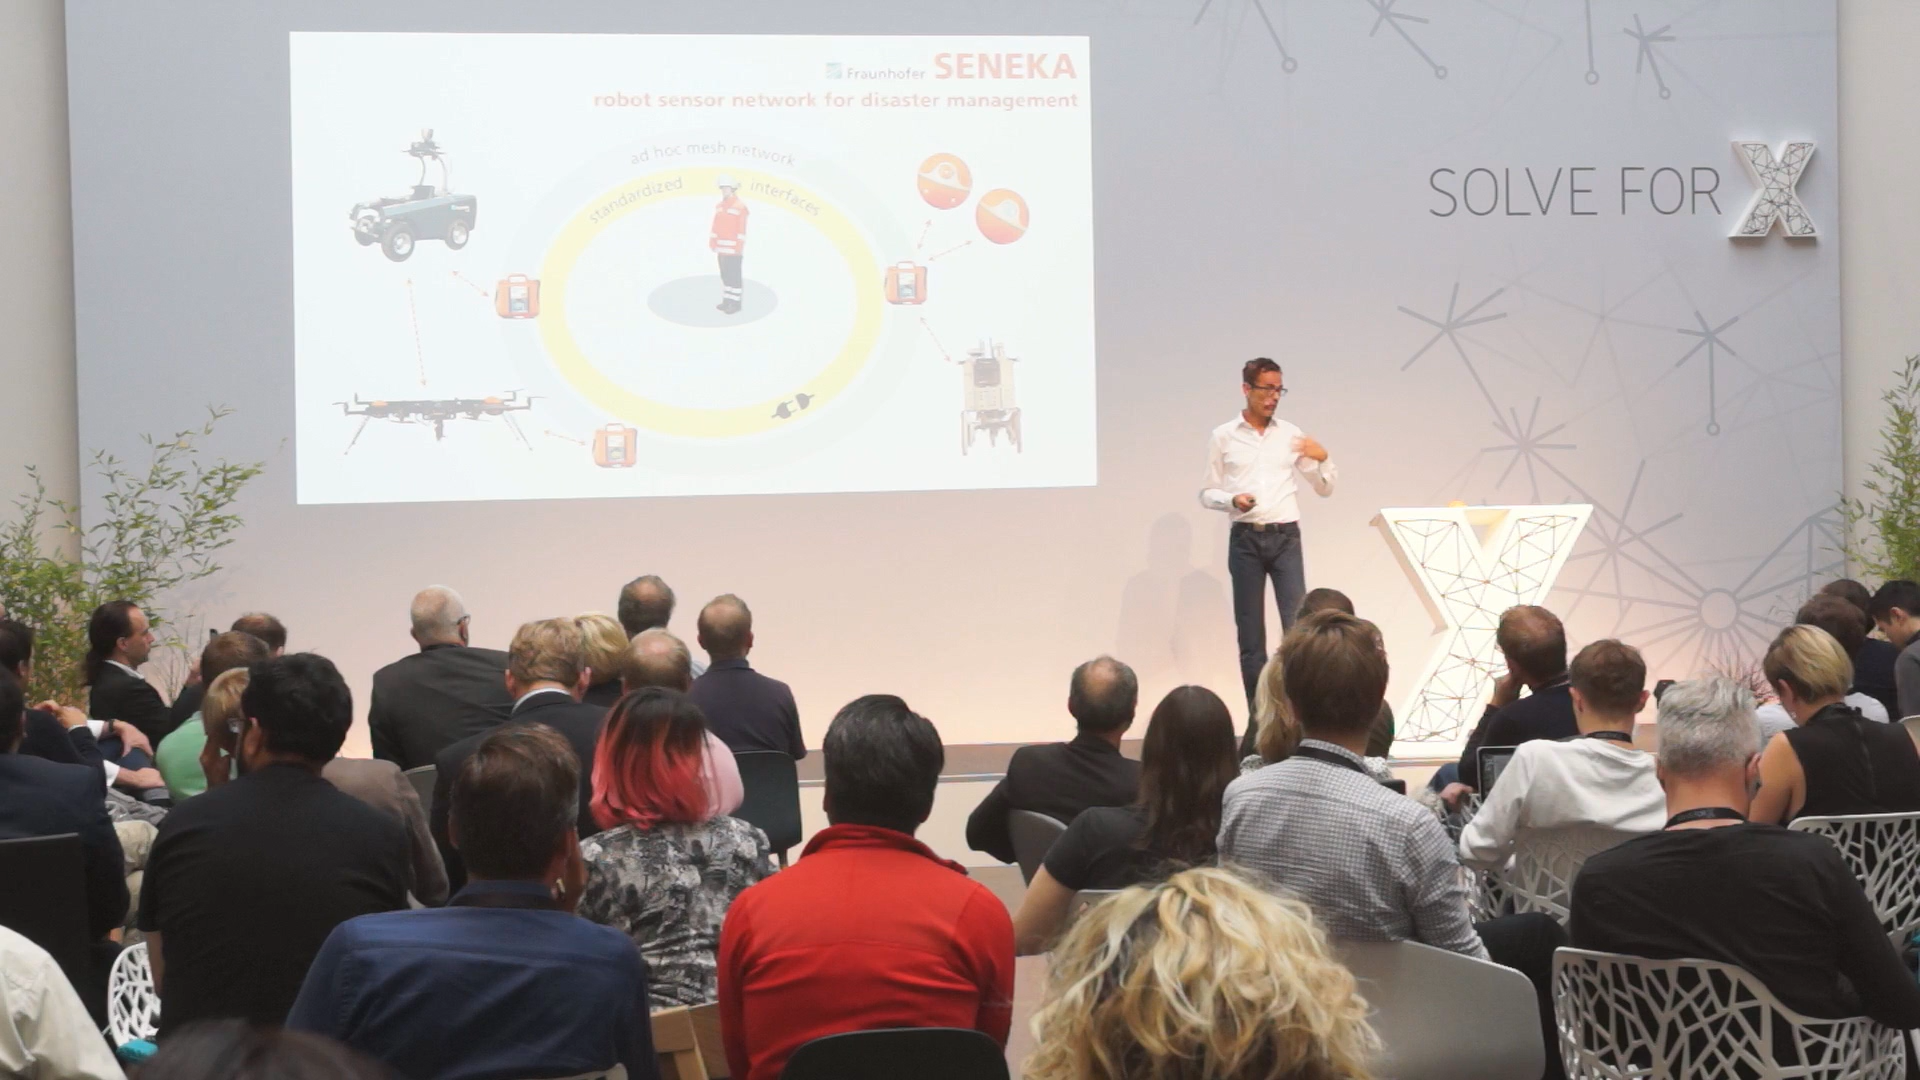 Fraunhofer SENEKA
robot sensor network for disaster management
ad hoc mesh network
standardized interfaces
SOLVE FOR X